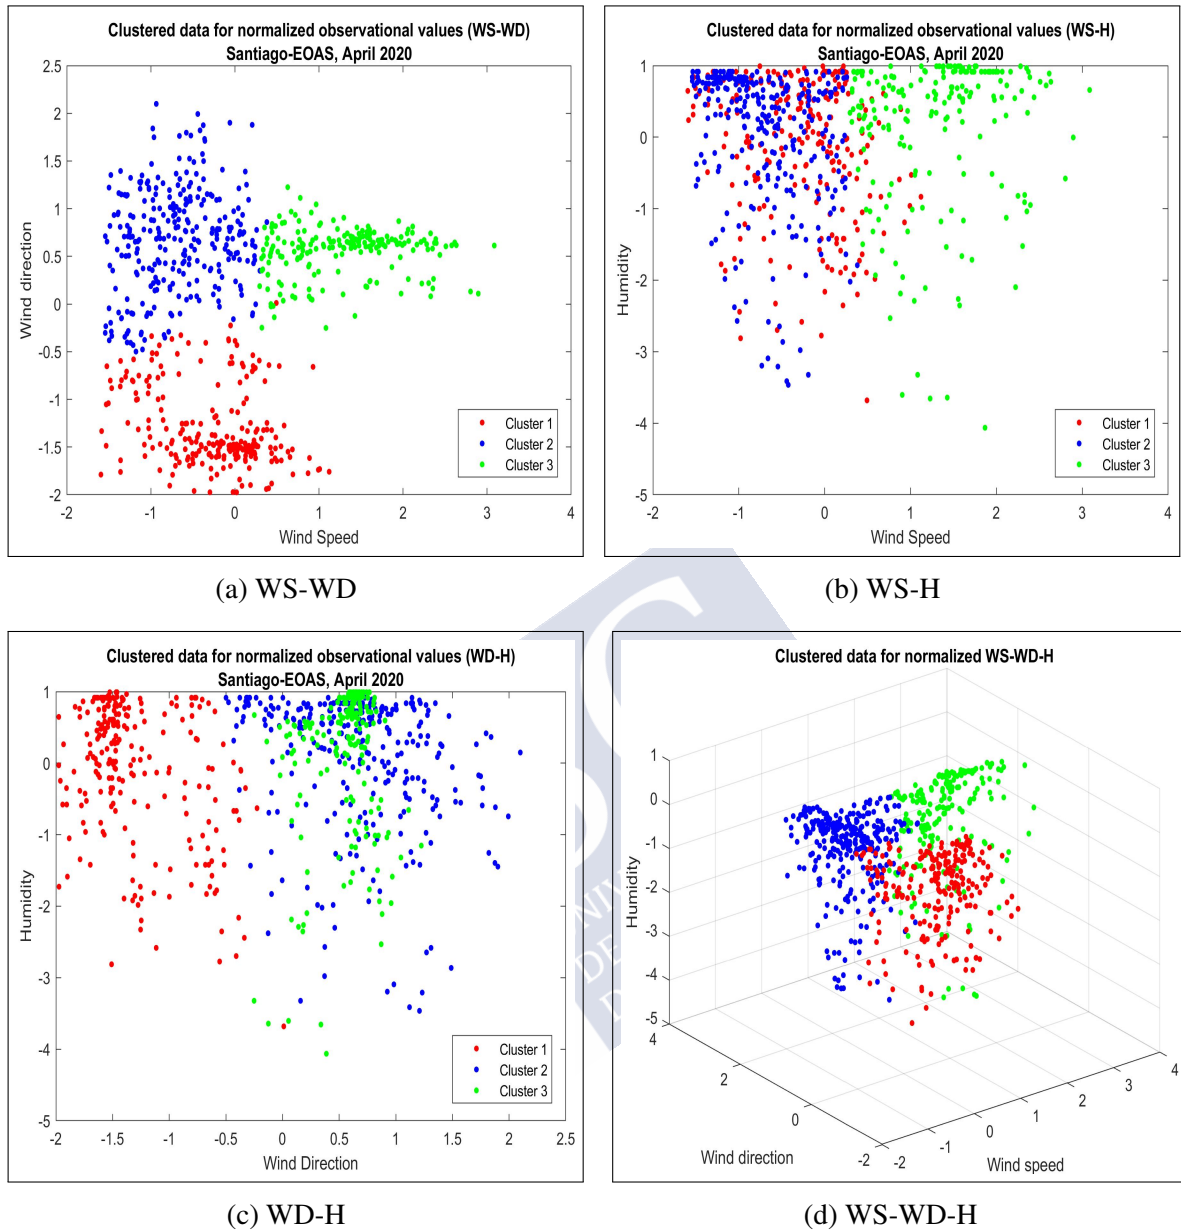 Clustered data for normalized observational values (WS-WD)
Santiago-EOAS, April 2020
2.5
2
1.5
1
0.5
0
-0.5
-1
-1.5
-2
Wind direction
Cluster 1
Cluster 2
Cluster 3
-2
-1
0
1
2
3
4
Wind Speed
(a) WS-WD
Clustered data for normalized observational values (WS-H)
Santiago-EOAS, April 2020
1
0
-1
-2
-3
-4
-5
Humidity
Cluster 1
Cluster 2
Cluster 3
-2
-1
0
1
2
3
4
Wind Speed
(b) WS-H
Clustered data for normalized observational values (WD-H)
Santiago-EOAS, April 2020
1
0
-1
-2
-3
-4
-5
Humidity
Cluster 1
Cluster 2
Cluster 3
-2
-1.5
-1
-0.5
0
0.5
1
1.5
2
2.5
Wind Direction
(c) WD-H
Clustered data for normalized WS-WD-H
1
0
-1
-2
-3
-4
-5
Humidity
4
2
0
-2
Wind direction
-2
-1
0
1
2
3
4
Wind speed
(d) WS-WD-H